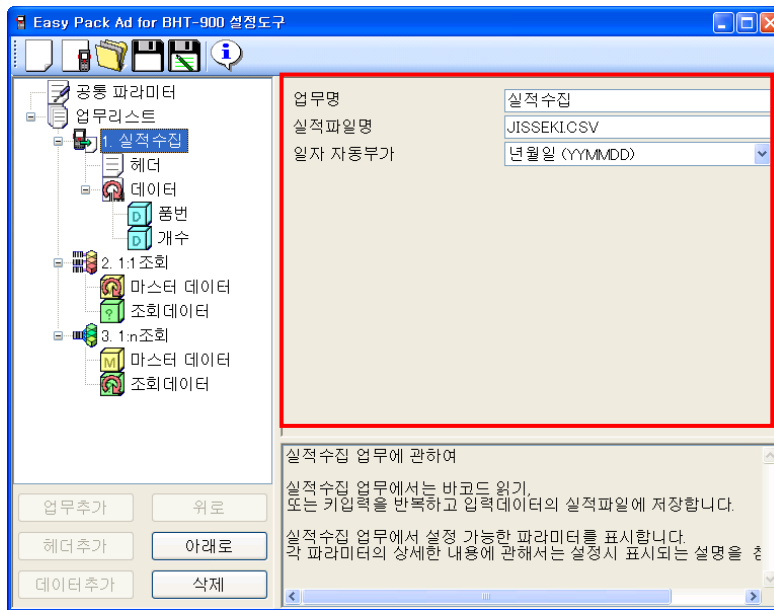 Easy Pack Ad for BHT-900 설정도구
공통 파라미터
업무리스트
1. 실적수집
헤더
데이터
D 품번
D 개수
2. 1:1조회
마스터 데이터
? 조회데이터
3. 1:n조회
M 마스터 데이터
조회데이터
업무추가
위로
헤더추가
아래로
데이터추가
삭제
업무명
실적수집
실적파일명
JISSEKI.CSV
일자 자동부가
년월일 (YYMMDD)
실적수집 업무에 관하여
실적수집 업무에서는 바코드 읽기,
또는 키입력을 반복하고 입력데이터의 실적파일에 저장합니다.
실적수집 업무에서 설정 가능한 파라미터를 표시합니다.
각 파라미터의 상세한 내용에 관해서는 설정시 표시되는 설명을